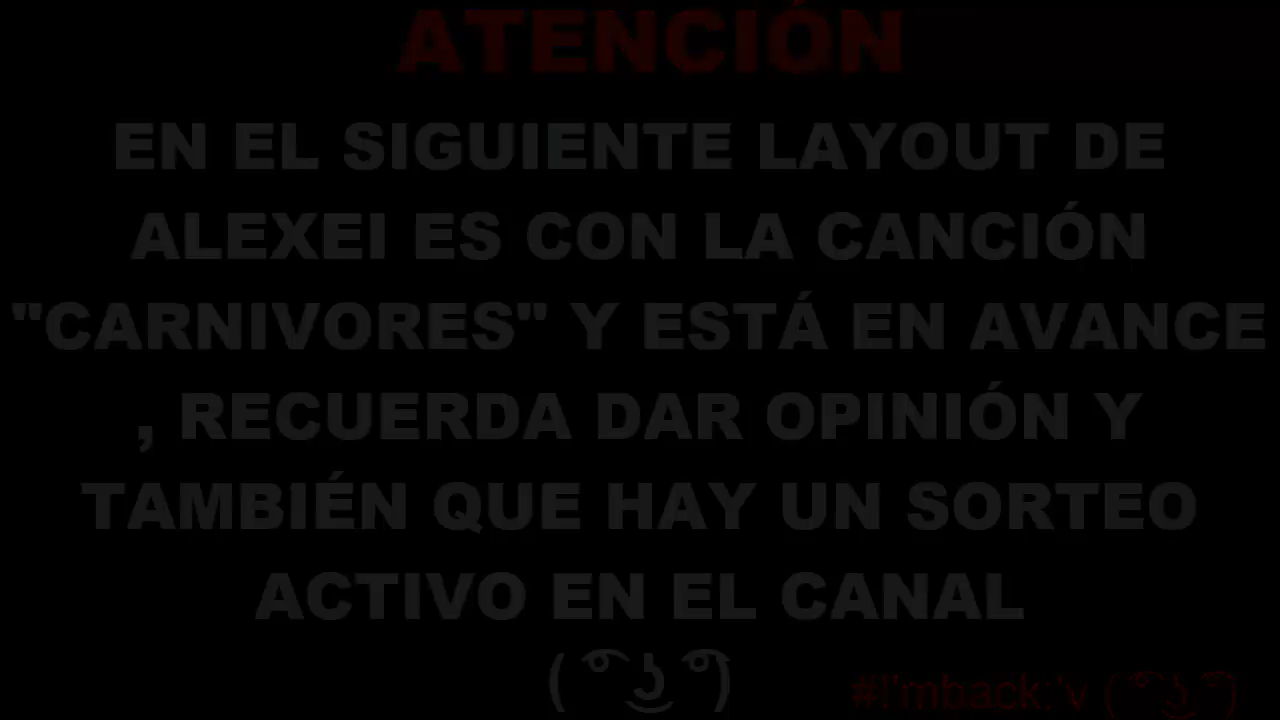 ATENCIÓN
EN EL SIGUIENTE LAYOUT DE
ALEXEI ES CON LA CANCIÓN
"CARNIVORES" Y ESTÁ EN AVANCE
, RECUERDA DAR OPINIÓN Y
TAMBIÉN QUE HAY UN SORTEO
ACTIVO EN EL CANAL
( ͡° ͜ʖ ͡°)
#I'mback:'v ( ͡° ͜ʖ ͡°)